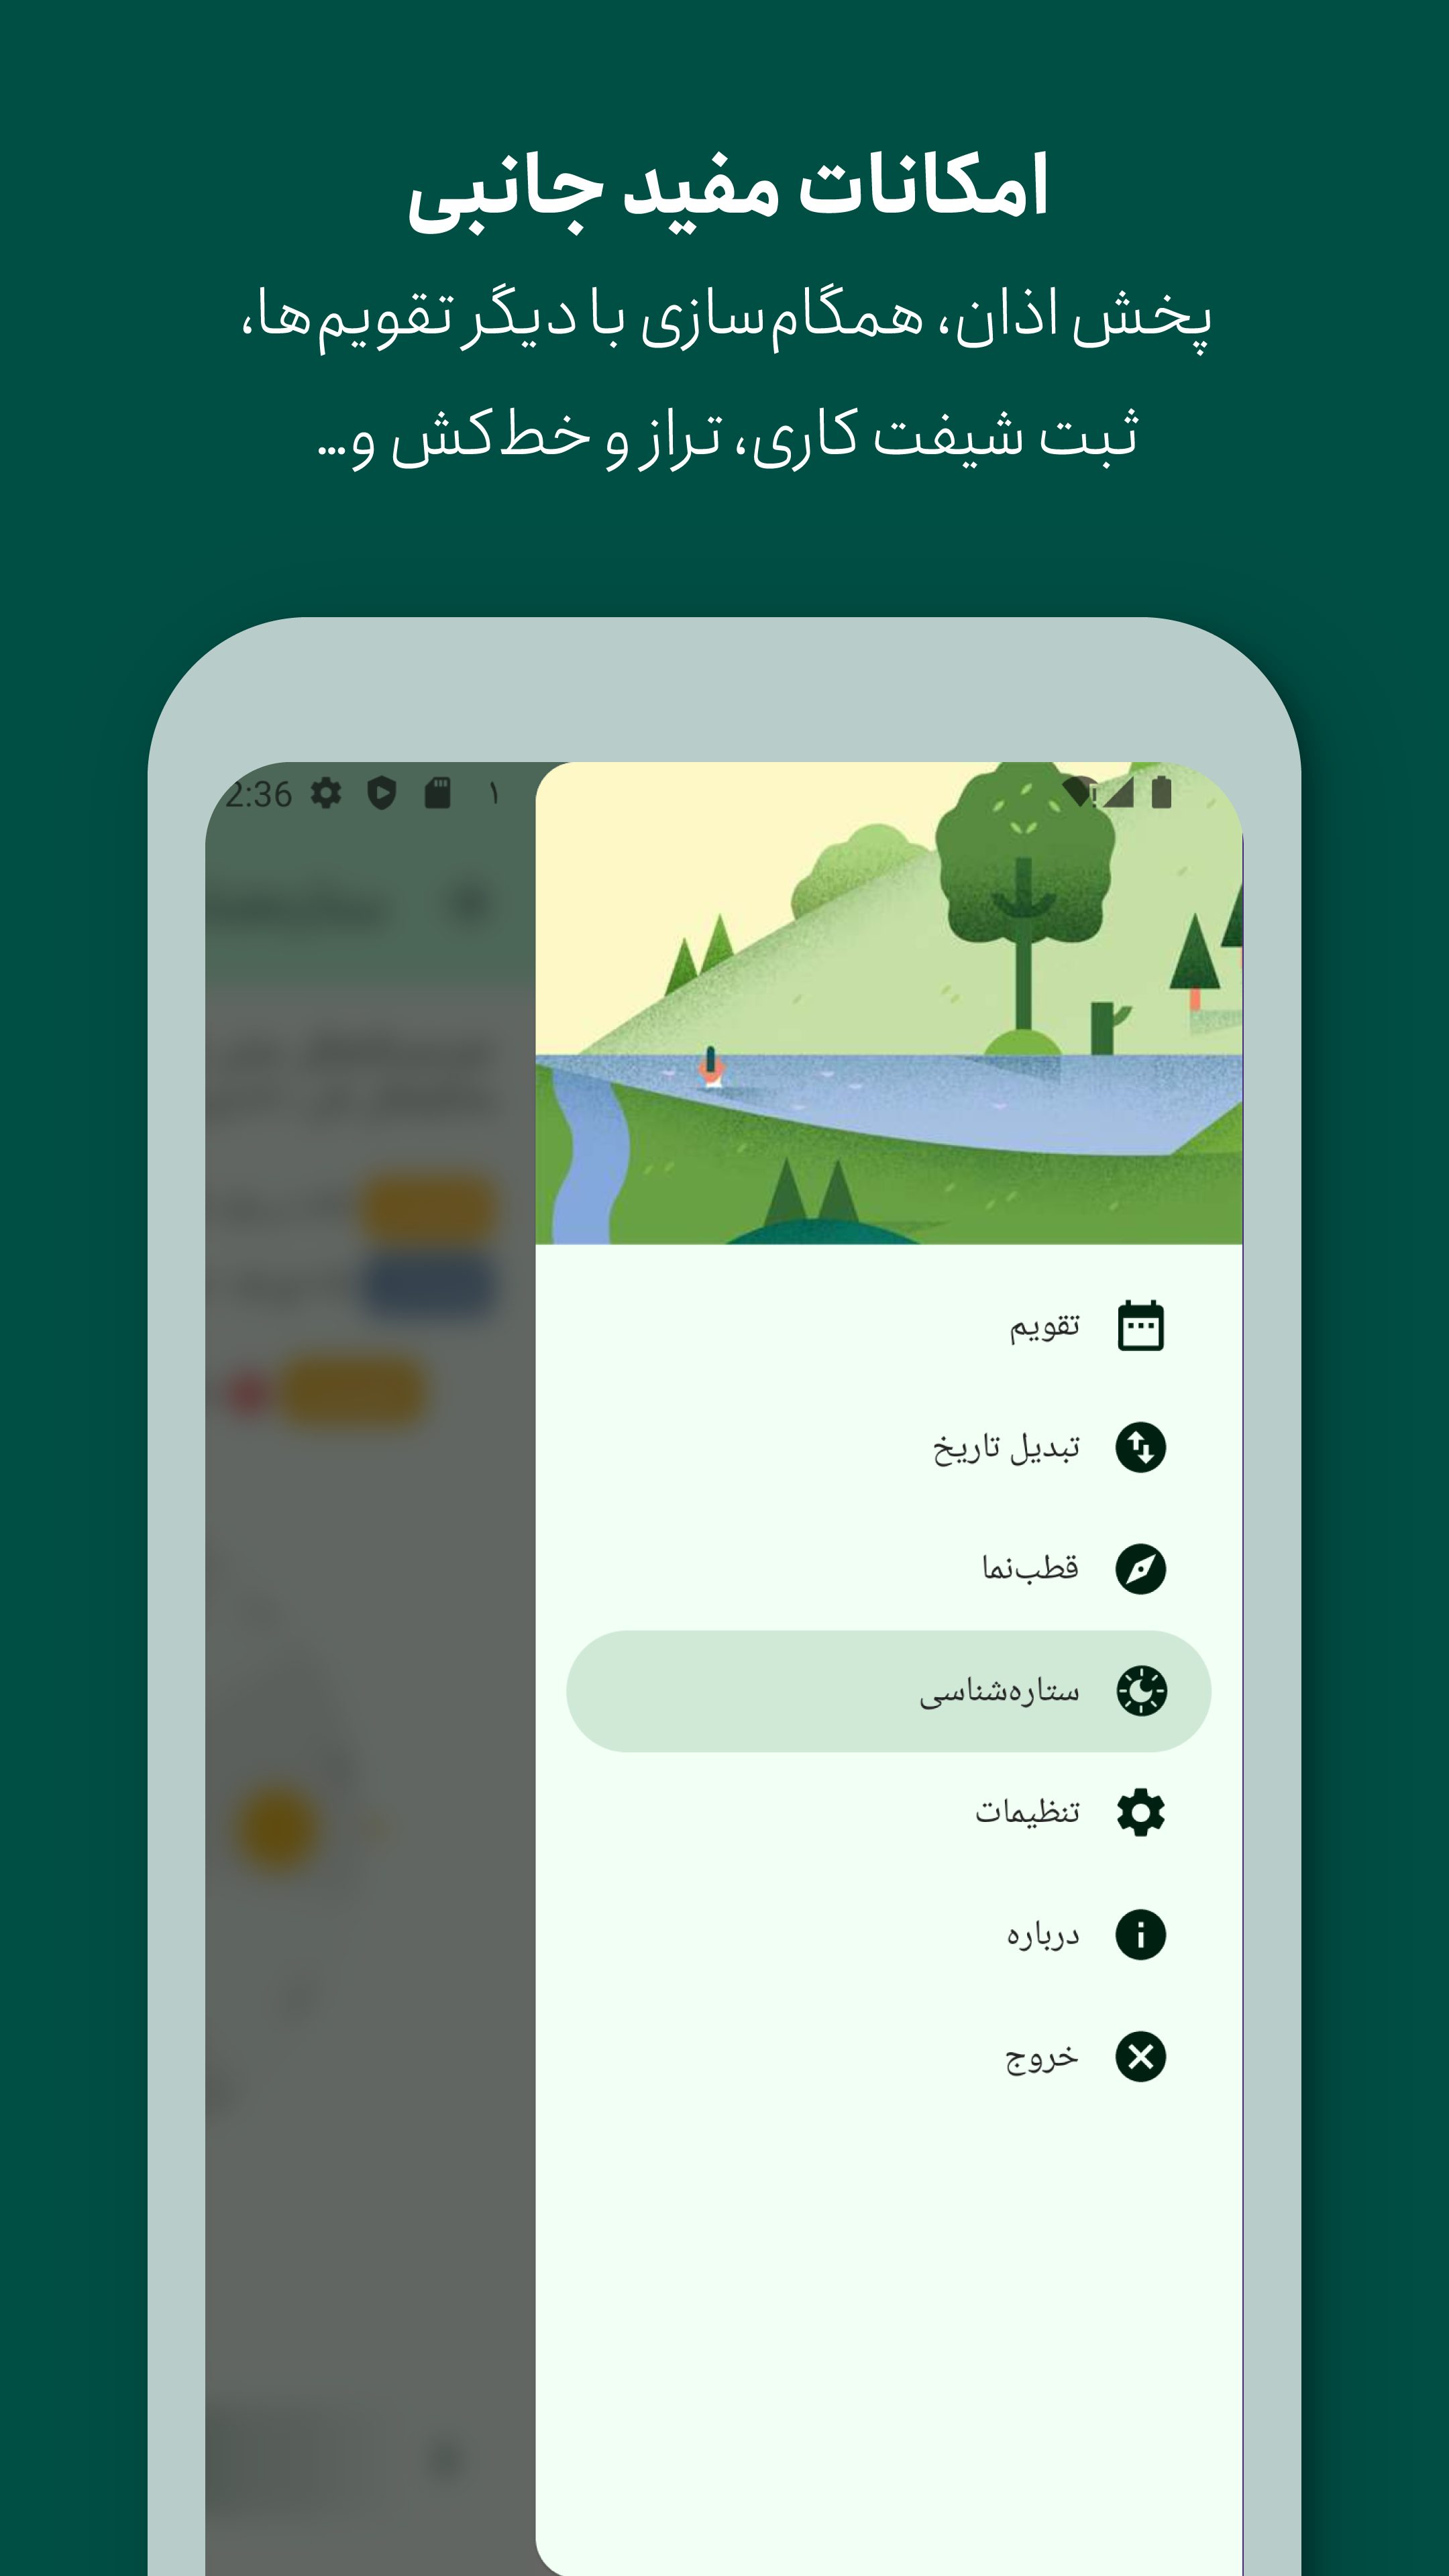 امکانات مفید جانبی
پخش اذان، همگام‌سازی با دیگر تقویم‌ها،
ثبت شیفت کاری، تراز و خط‌کش و...
2:36
۱
تقویم
تبدیل تاریخ
قطب‌نما
ستاره‌شناسی
تنظیمات
درباره
خروج